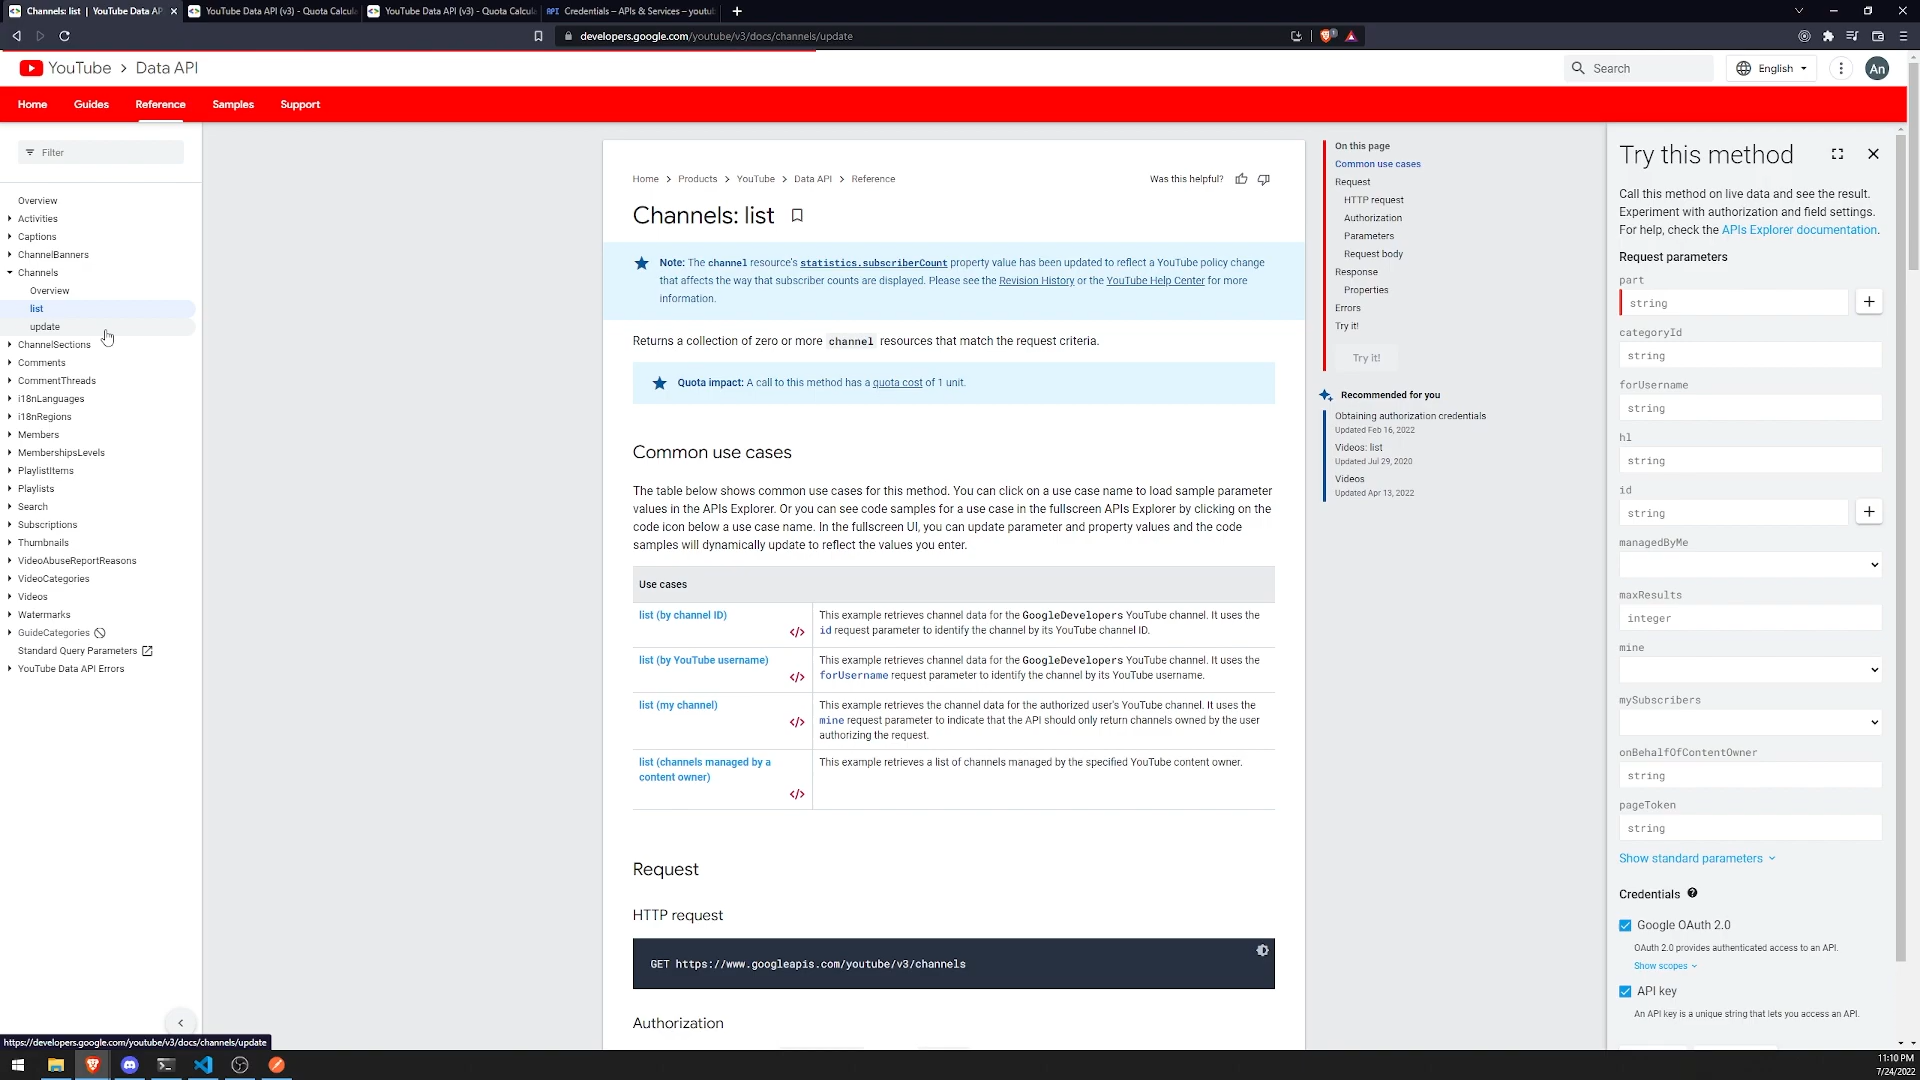 Channels: list | YouTube Data AP
YouTube Data API (v3) - Quota Calcula
YouTube Data API (v3) - Quota Calcula
API Credentials – APIs & Services – youtub
developers.google.com/youtube/v3/docs/channels/update
YouTube > Data API
Search
English
An
Home
Guides
Reference
Samples
Support
Filter
Overview
Activities
Captions
ChannelBanners
Channels
Overview
list
update
ChannelSections
Comments
CommentThreads
i18nLanguages
i18nRegions
Members
MembershipsLevels
PlaylistItems
Playlists
Search
Subscriptions
Thumbnails
VideoAbuseReportReasons
VideoCategories
Videos
Watermarks
GuideCategories
Standard Query Parameters
YouTube Data API Errors
https://developers.google.com/youtube/v3/docs/channels/update
Home > Products > YouTube > Data API > Reference
Was this helpful?
Channels: list
Note: The channel resource's statistics.subscriberCount property value has been updated to reflect a YouTube policy change
that affects the way that subscriber counts are displayed. Please see the Revision History or the YouTube Help Center for more
information.
Returns a collection of zero or more channel resources that match the request criteria.
Quota impact: A call to this method has a quota cost of 1 unit.
Common use cases
The table below shows common use cases for this method. You can click on a use case name to load sample parameter
values in the APIs Explorer. Or you can see code samples for a use case in the fullscreen APIs Explorer by clicking on the
code icon below a use case name. In the fullscreen UI, you can update parameter and property values and the code
samples will dynamically update to reflect the values you enter.
Use cases
list (by channel ID)
</>
This example retrieves channel data for the GoogleDevelopers YouTube channel. It uses the
id request parameter to identify the channel by its YouTube channel ID.
list (by YouTube username)
</>
This example retrieves channel data for the GoogleDevelopers YouTube channel. It uses the
forUsername request parameter to identify the channel by its YouTube username.
list (my channel)
</>
This example retrieves the channel data for the authorized user's YouTube channel. It uses the
mine request parameter to indicate that the API should only return channels owned by the user
authorizing the request.
list (channels managed by a
content owner)
</>
This example retrieves a list of channels managed by the specified YouTube content owner.
Request
HTTP request
GET https://www.googleapis.com/youtube/v3/channels
Authorization
On this page
Common use cases
Request
HTTP request
Authorization
Parameters
Request body
Response
Properties
Errors
Try it!
Try it!
Recommended for you
Obtaining authorization credentials
Updated Feb 16, 2022
Videos: list
Updated Jul 29, 2020
Videos
Updated Apr 13, 2022
Try this method
Call this method on live data and see the result.
Experiment with authorization and field settings.
For help, check the APIs Explorer documentation.
Request parameters
part
string
categoryId
string
forUsername
string
hl
string
id
string
managedByMe
maxResults
integer
mine
mySubscribers
onBehalfOfContentOwner
string
pageToken
string
Show standard parameters
Credentials
Google OAuth 2.0
OAuth 2.0 provides authenticated access to an API.
Show scopes
API key
An API key is a unique string that lets you access an API.
11:10 PM
7/24/2022